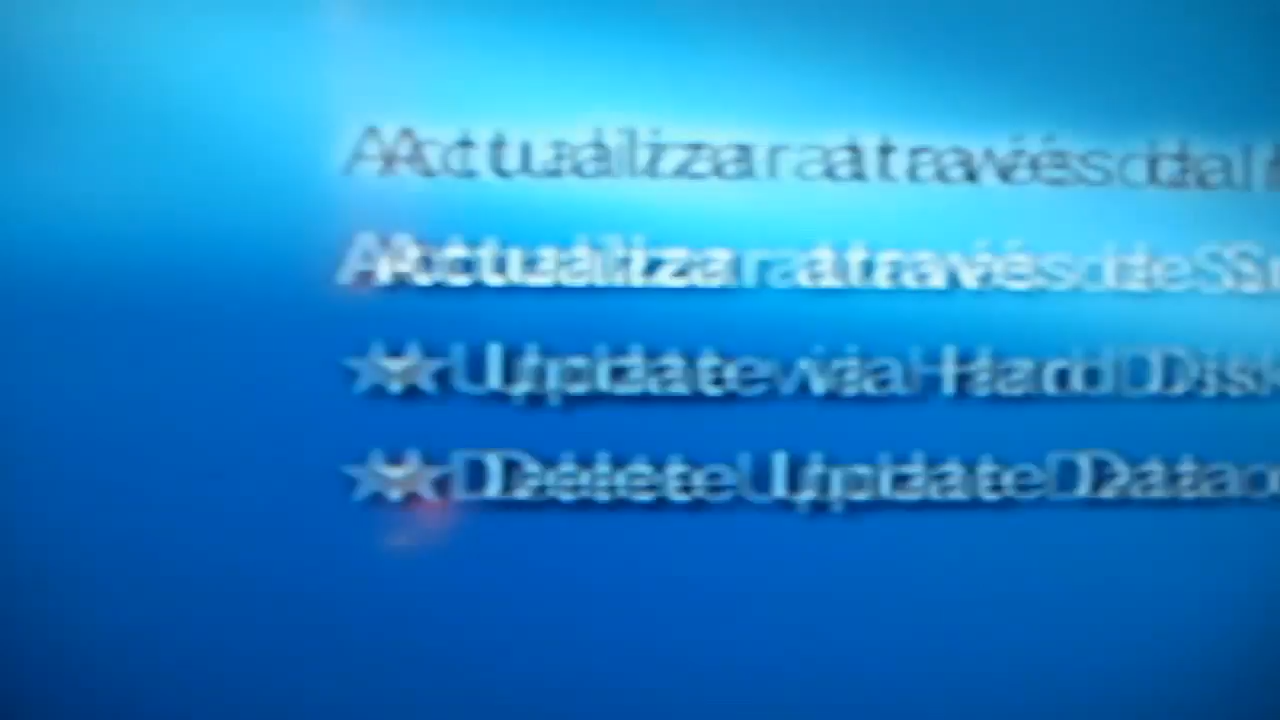 Actualizar a través de
Actualizar a través de
★ Update via Hard Disk
★ Delete Update Data